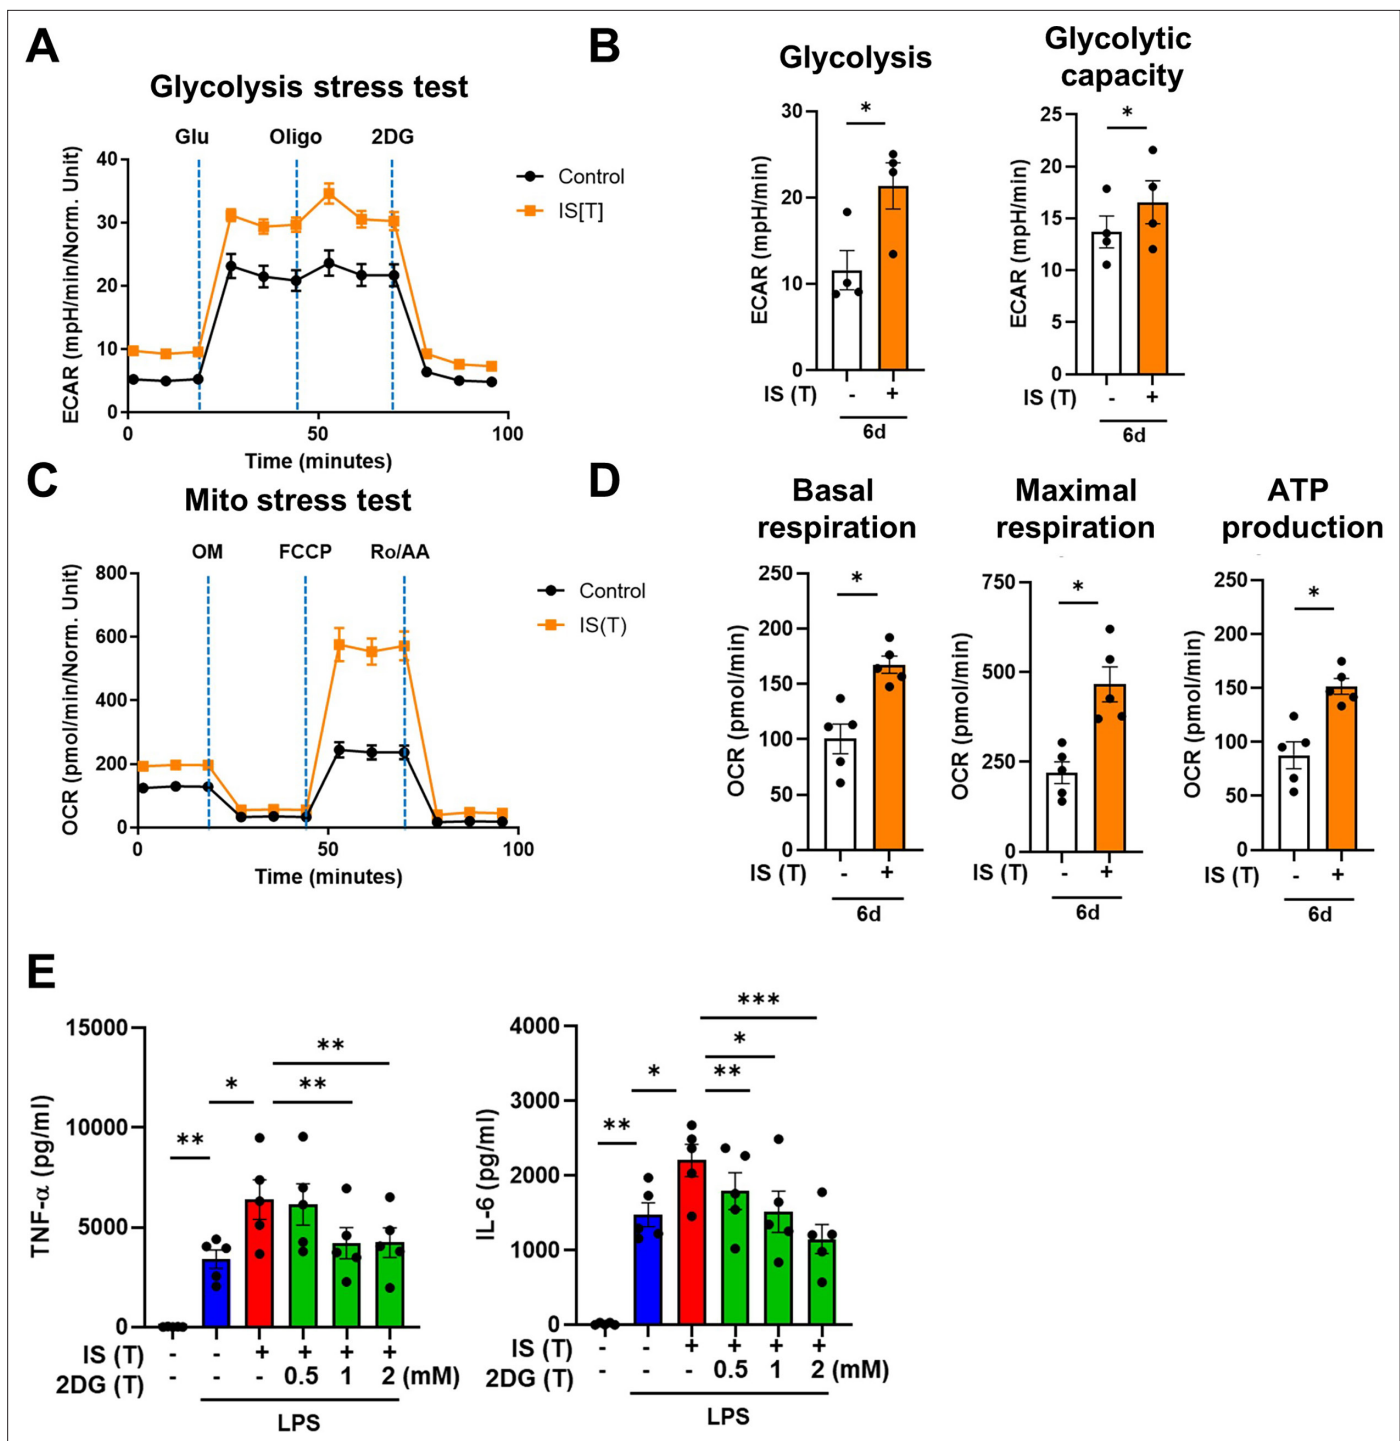 A
Glycolysis stress test
Glu Oligo 2DG
ECAR (mpH/min/Norm. Unit)
40
30
20
10
0
0 50 100
Time (minutes)
Control
IS[T]
B
Glycolysis
*
ECAR (mpH/min)
30
20
10
0
IS (T) - +
6d
Glycolytic
capacity
*
ECAR (mpH/min)
25
20
15
10
5
0
IS (T) - +
6d
C
Mito stress test
OM FCCP Ro/AA
OCR (pmol/min/Norm. Unit)
800
600
400
200
0
0 50 100
Time (minutes)
Control
IS(T)
D
Basal
respiration
*
OCR (pmol/min)
250
200
150
100
50
0
IS (T) - +
6d
Maximal
respiration
*
OCR (pmol/min)
750
500
250
0
IS (T) - +
6d
ATP
production
*
OCR (pmol/min)
250
200
150
100
50
0
IS (T) - +
6d
E
TNF-α (pg/ml)
15000
10000
5000
0
**
*
**
**
IS (T) - - + + + +
2DG (T) - - - 0.5 1 2 (mM)
LPS
IL-6 (pg/ml)
4000
3000
2000
1000
0
***
*
**
*
**
IS (T) - - + + + +
2DG (T) - - - 0.5 1 2 (mM)
LPS